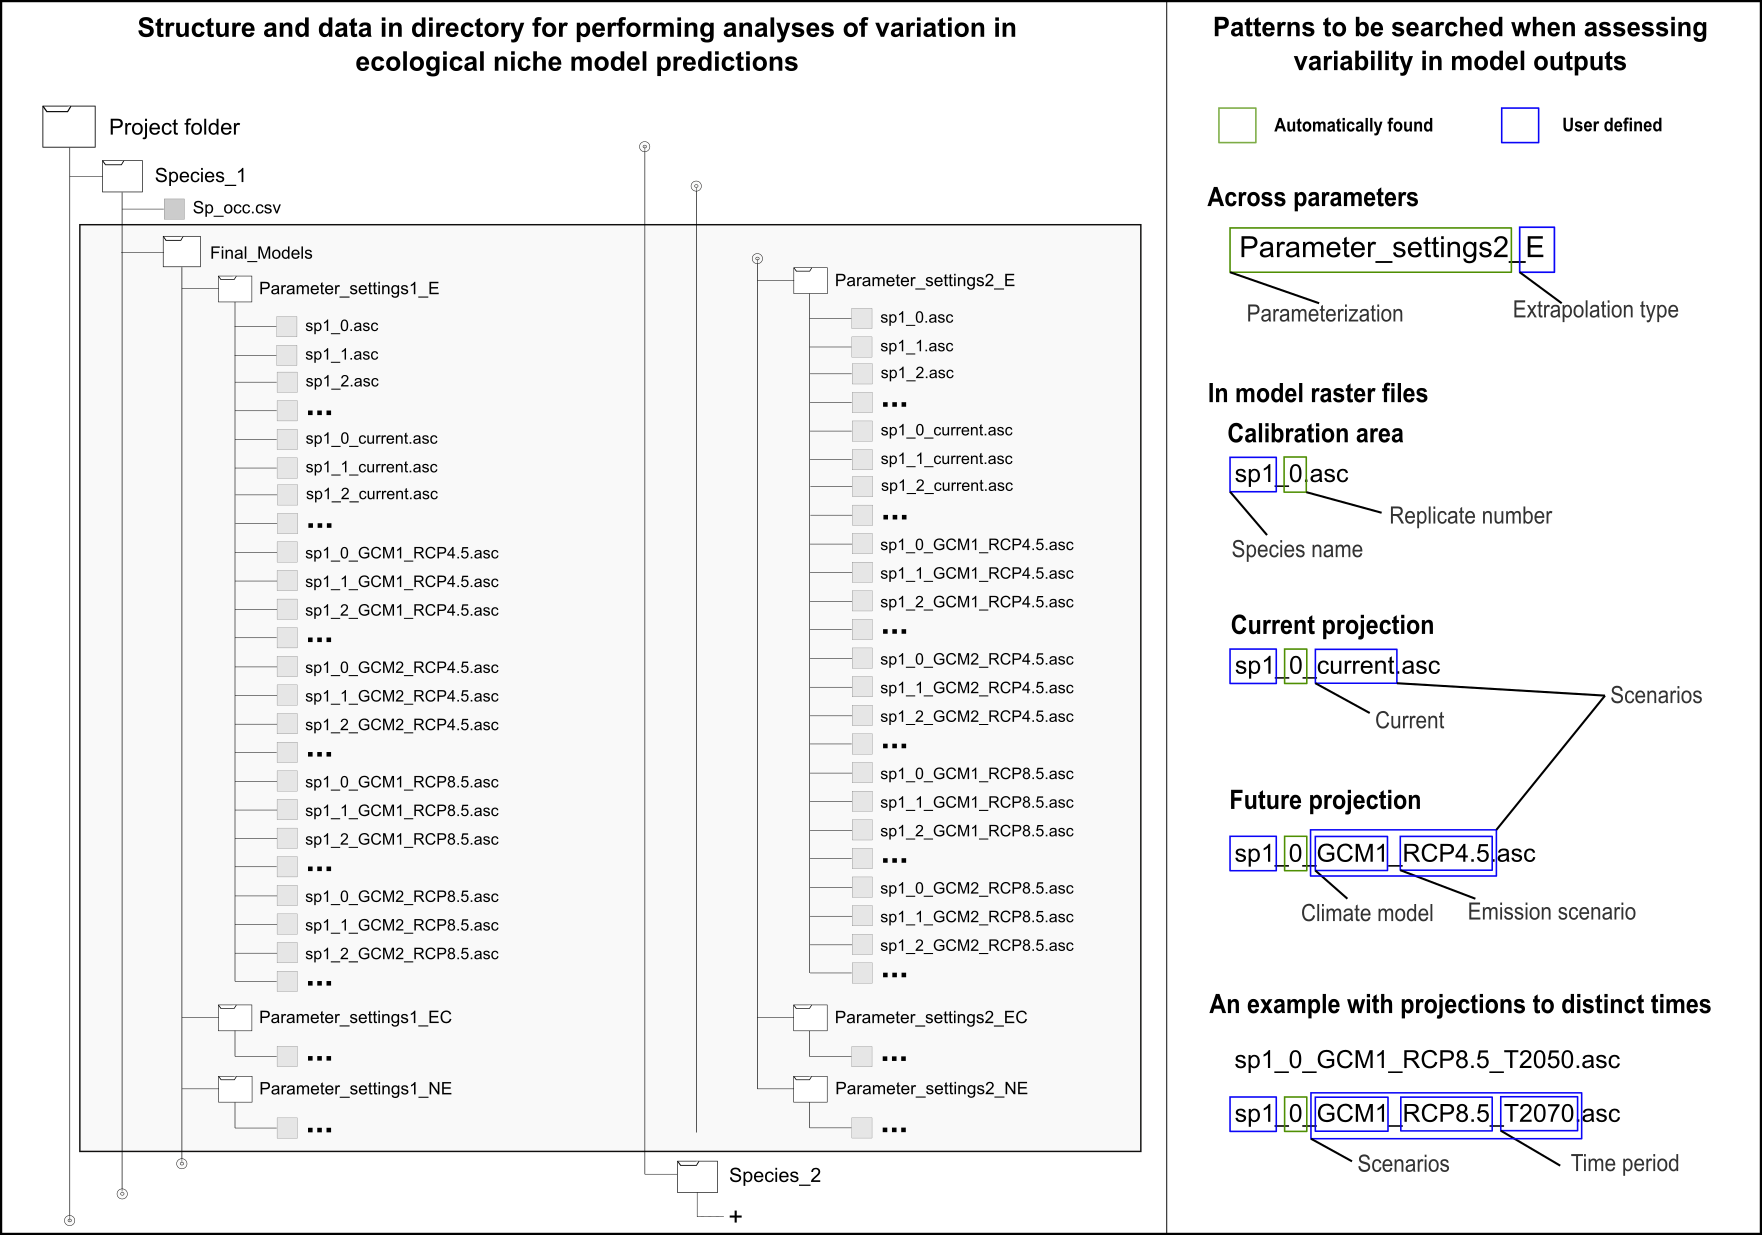 Structure and data in directory for performing analyses of variation in
ecological niche model predictions
Project folder
Species_1
Sp_occ.csv
Final_Models
Parameter_settings1_E
sp1_0.asc
sp1_1.asc
sp1_2.asc
...
sp1_0_current.asc
sp1_1_current.asc
sp1_2_current.asc
...
sp1_0_GCM1_RCP4.5.asc
sp1_1_GCM1_RCP4.5.asc
sp1_2_GCM1_RCP4.5.asc
...
sp1_0_GCM2_RCP4.5.asc
sp1_1_GCM2_RCP4.5.asc
sp1_2_GCM2_RCP4.5.asc
...
sp1_0_GCM1_RCP8.5.asc
sp1_1_GCM1_RCP8.5.asc
sp1_2_GCM1_RCP8.5.asc
...
sp1_0_GCM2_RCP8.5.asc
sp1_1_GCM2_RCP8.5.asc
sp1_2_GCM2_RCP8.5.asc
...
Parameter_settings1_EC
...
Parameter_settings1_NE
...
Parameter_settings2_E
sp1_0.asc
sp1_1.asc
sp1_2.asc
...
sp1_0_current.asc
sp1_1_current.asc
sp1_2_current.asc
...
sp1_0_GCM1_RCP4.5.asc
sp1_1_GCM1_RCP4.5.asc
sp1_2_GCM1_RCP4.5.asc
...
sp1_0_GCM2_RCP4.5.asc
sp1_1_GCM2_RCP4.5.asc
sp1_2_GCM2_RCP4.5.asc
...
sp1_0_GCM1_RCP8.5.asc
sp1_1_GCM1_RCP8.5.asc
sp1_2_GCM1_RCP8.5.asc
...
sp1_0_GCM2_RCP8.5.asc
sp1_1_GCM2_RCP8.5.asc
sp1_2_GCM2_RCP8.5.asc
...
Parameter_settings2_EC
...
Parameter_settings2_NE
...
Species_2
+
Patterns to be searched when assessing
variability in model outputs
Automatically found
User defined
Across parameters
Parameter_settings2_E
Parameterization
Extrapolation type
In model raster files
Calibration area
sp1_0.asc
Replicate number
Species name
Current projection
sp1_0_current.asc
Scenarios
Current
Future projection
sp1_0_GCM1_RCP4.5.asc
Climate model
Emission scenario
An example with projections to distinct times
sp1_0_GCM1_RCP8.5_T2050.asc
sp1_0_GCM1_RCP8.5_T2070.asc
Scenarios
Time period